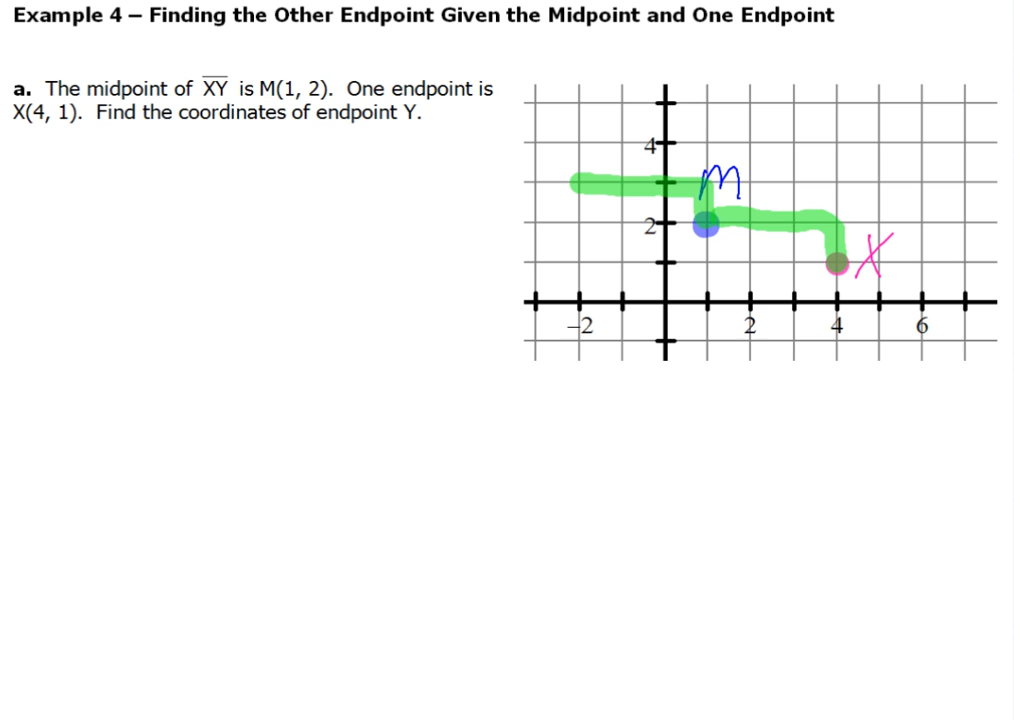 Example 4 – Finding the Other Endpoint Given the Midpoint and One Endpoint
a. The midpoint of X̅Y̅ is M(1, 2). One endpoint is
X(4, 1). Find the coordinates of endpoint Y.
4
M
2
X
–2 2 4 6